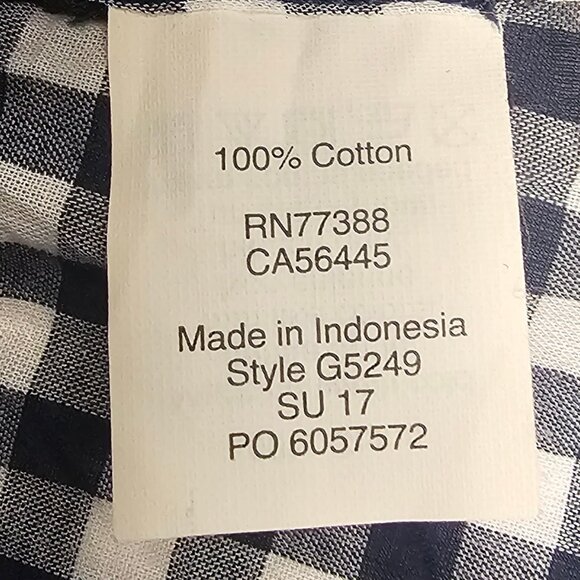 100% Cotton
RN77388
CA56445
Made in Indonesia
Style G5249
SU 17
PO 6057572